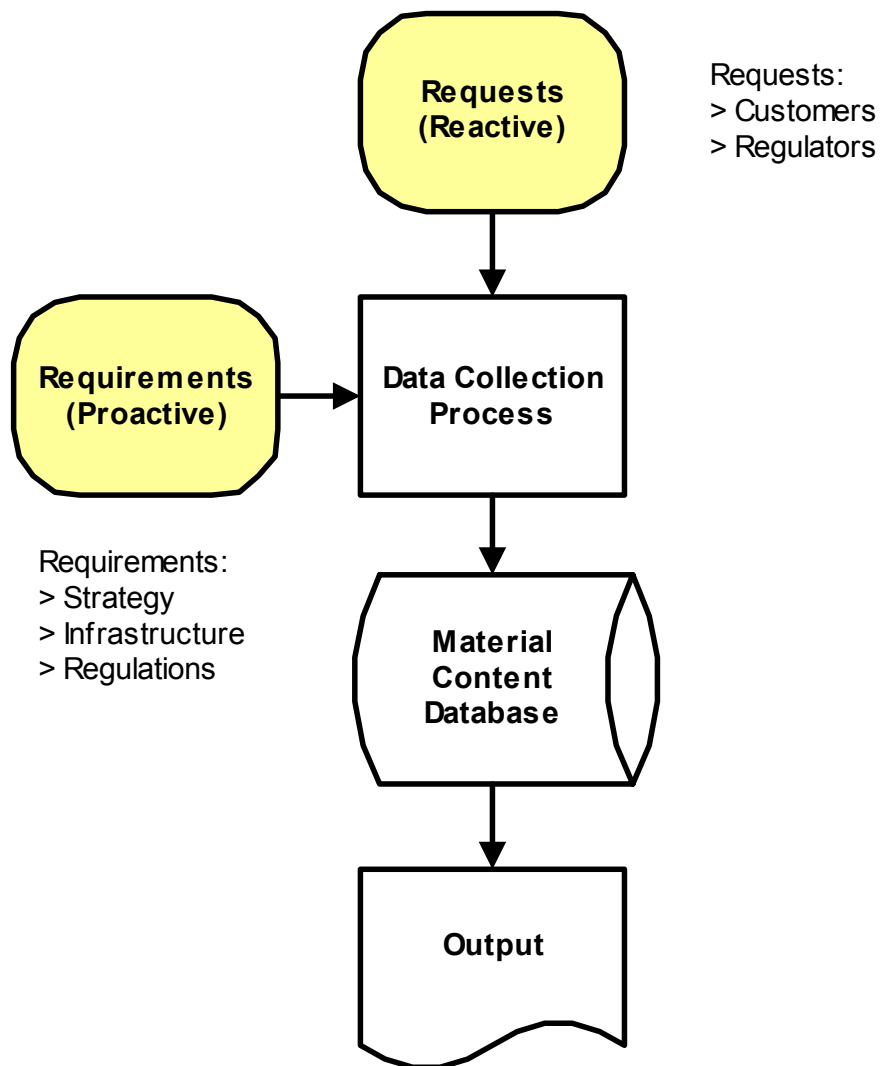 Requests
(Reactive)
Requests:
> Customers
> Regulators
Requirements
(Proactive)
Data Collection
Process
Requirements:
> Strategy
> Infrastructure
> Regulations
Material
Content
Database
Output